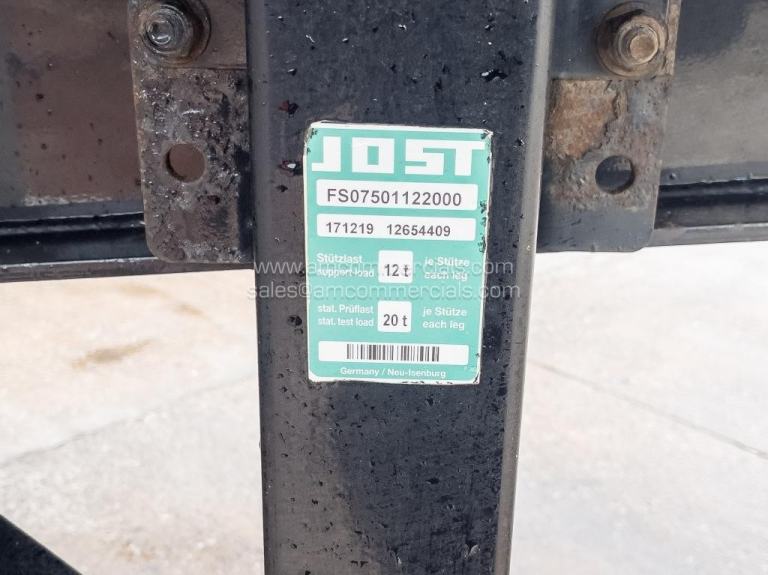 JOST
FS07501122000
171219 12654409
Stützlast je Stütze
support load 12 t each leg
www.amcommercials.com
sales@amcommercials.com
stat. Prüflast je Stütze
stat. test load 20 t each leg
Germany / Neu-Isenburg